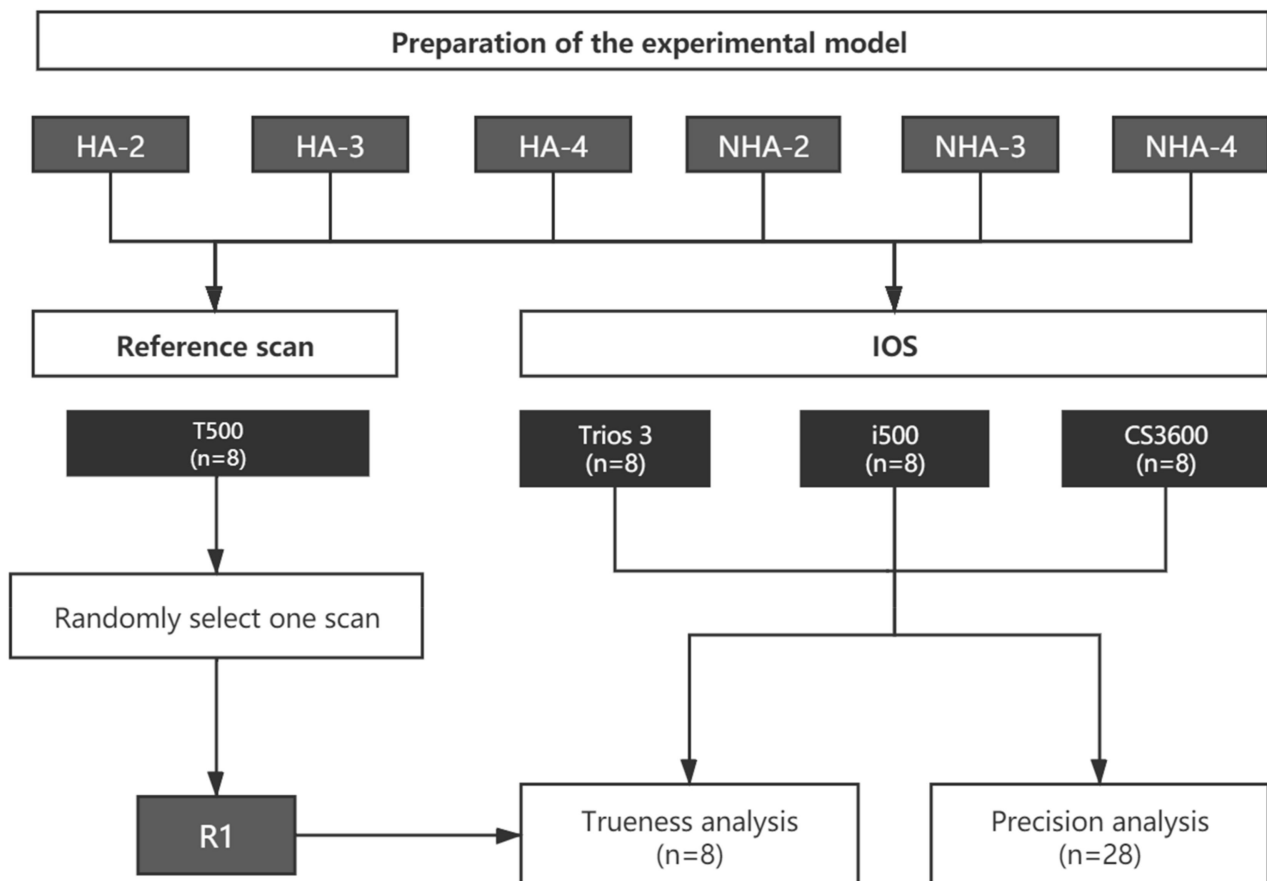 Preparation of the experimental model
HA-2
HA-3
HA-4
NHA-2
NHA-3
NHA-4
Reference scan
IOS
T500
(n=8)
Trios 3
(n=8)
i500
(n=8)
CS3600
(n=8)
Randomly select one scan
R1
Trueness analysis
(n=8)
Precision analysis
(n=28)